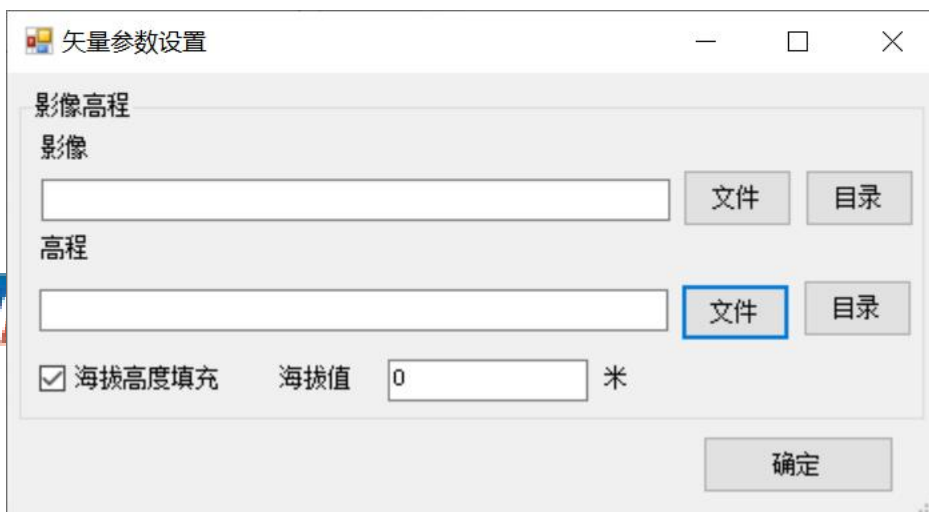 矢量参数设置
影像高程
影像
文件 目录
高程
文件 目录
海拔高度填充 海拔值 0 米
确定